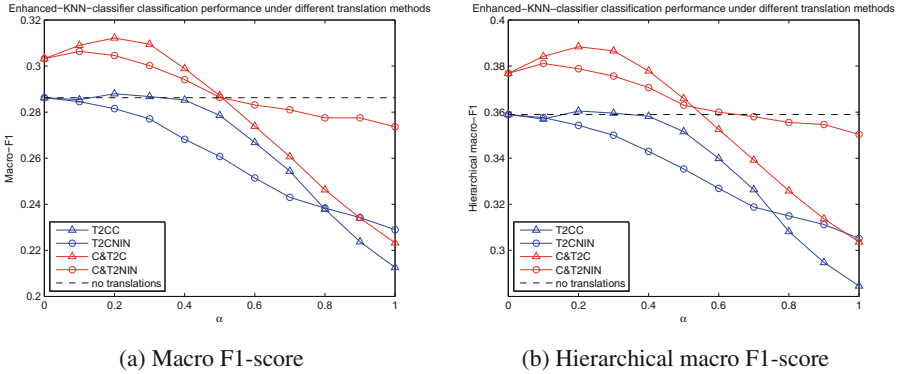 Enhanced−KNN−classifier classification performance under different translation methods
0.32
0.3
0.28
0.26
0.24
0.22
0.2
Macro−F1
0 0.2 0.4 0.6 0.8 1
α
T2CC
T2CNIN
C&T2C
C&T2NIN
no translations
(a) Macro F1-score
Enhanced−KNN−classifier classification performance under different translation methods
0.4
0.38
0.36
0.34
0.32
0.3
Hierarchical macro−F1
0 0.2 0.4 0.6 0.8 1
α
T2CC
T2CNIN
C&T2C
C&T2NIN
no translations
(b) Hierarchical macro F1-score